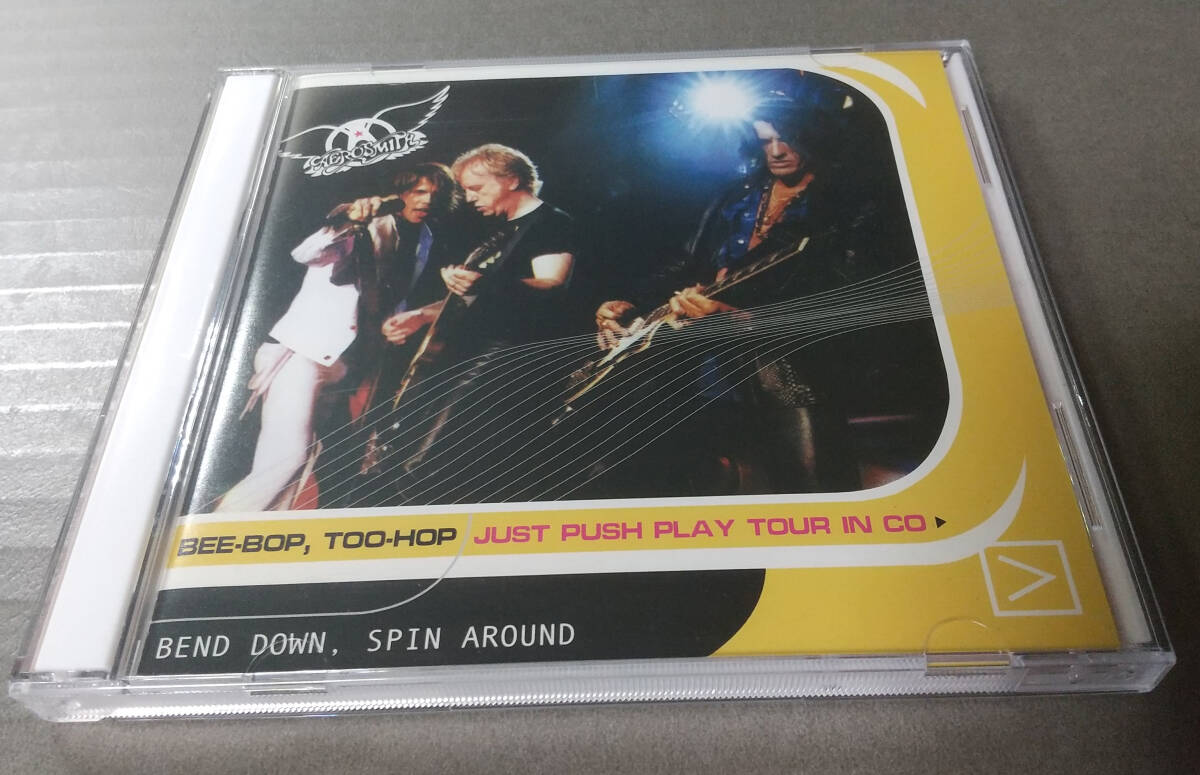 AEROSMITH
BEE-BOP, TOO-HOP JUST PUSH PLAY TOUR IN CO
BEND DOWN, SPIN AROUND